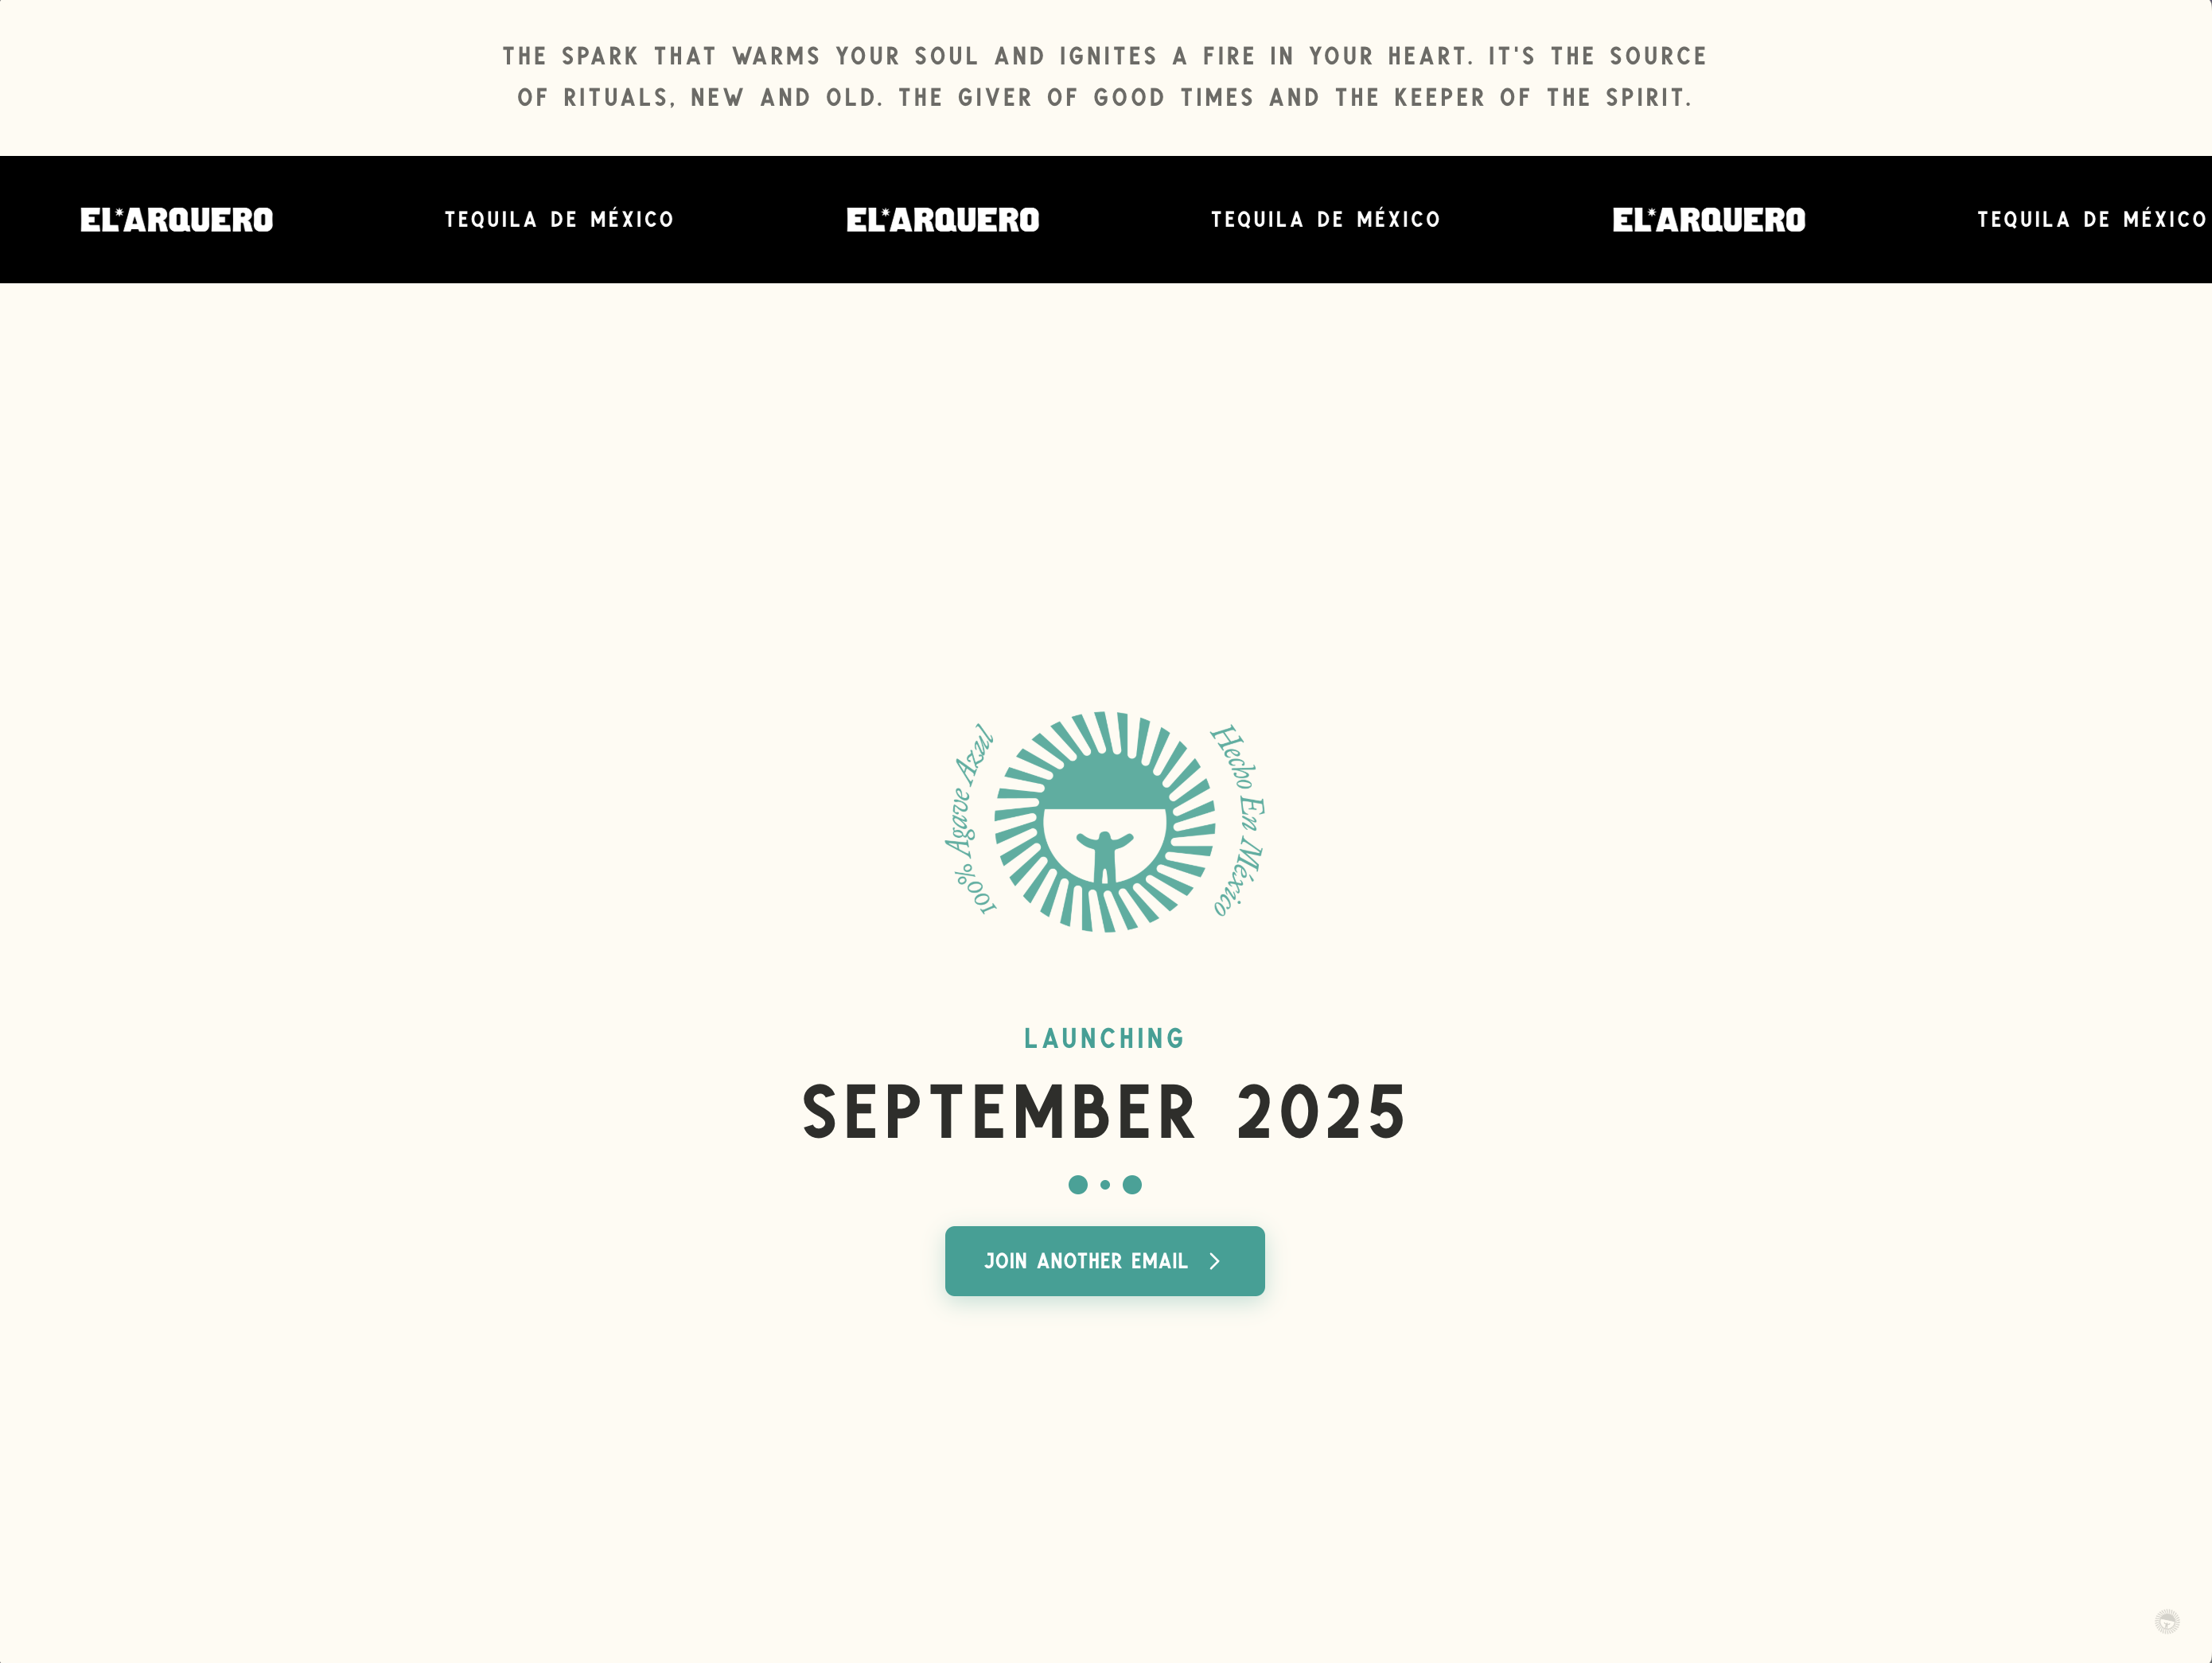 THE SPARK THAT WARMS YOUR SOUL AND IGNITES A FIRE IN YOUR HEART. IT'S THE SOURCE
OF RITUALS, NEW AND OLD. THE GIVER OF GOOD TIMES AND THE KEEPER OF THE SPIRIT.
EL*ARQUERO TEQUILA DE MÉXICO EL*ARQUERO TEQUILA DE MÉXICO EL*ARQUERO TEQUILA DE MÉXICO
100% Agave Azul
Hecho En México
LAUNCHING
SEPTEMBER 2025
JOIN ANOTHER EMAIL